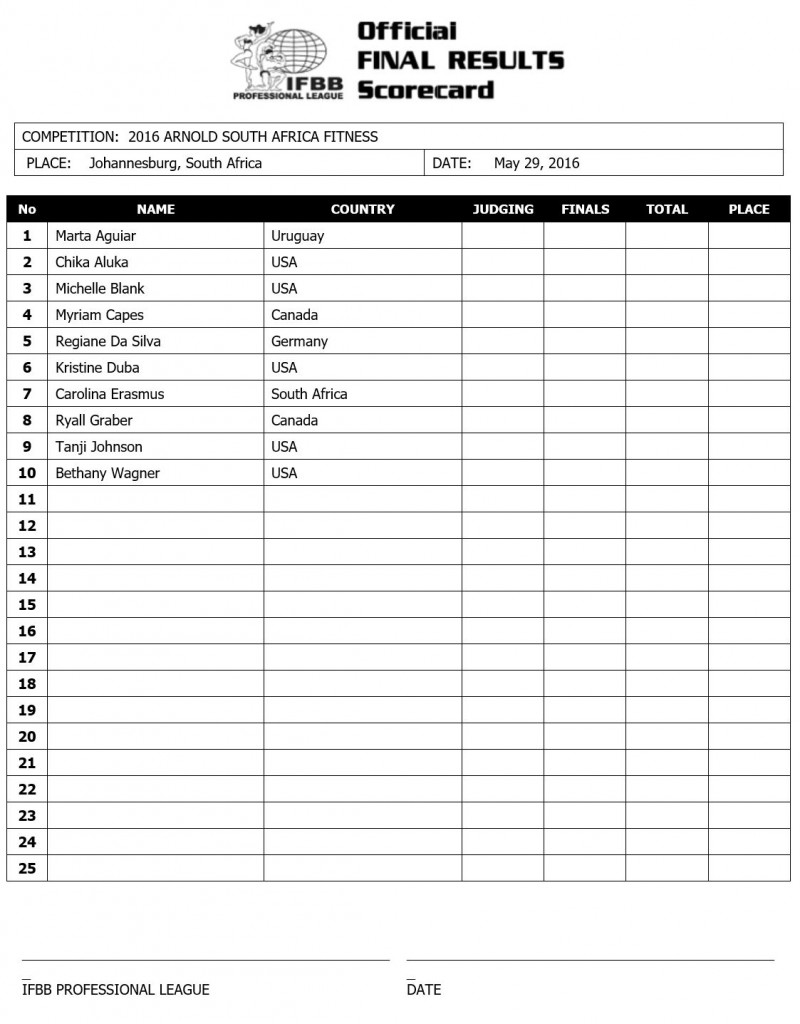 IFBB
PROFESSIONAL LEAGUE
Official
FINAL RESULTS
Scorecard
COMPETITION: 2016 ARNOLD SOUTH AFRICA FITNESS
PLACE: Johannesburg, South Africa DATE: May 29, 2016
No NAME COUNTRY JUDGING FINALS TOTAL PLACE
1 Marta Aguiar Uruguay
2 Chika Aluka USA
3 Michelle Blank USA
4 Myriam Capes Canada
5 Regiane Da Silva Germany
6 Kristine Duba USA
7 Carolina Erasmus South Africa
8 Ryall Graber Canada
9 Tanji Johnson USA
10 Bethany Wagner USA
11
12
13
14
15
16
17
18
19
20
21
22
23
24
25
IFBB PROFESSIONAL LEAGUE DATE